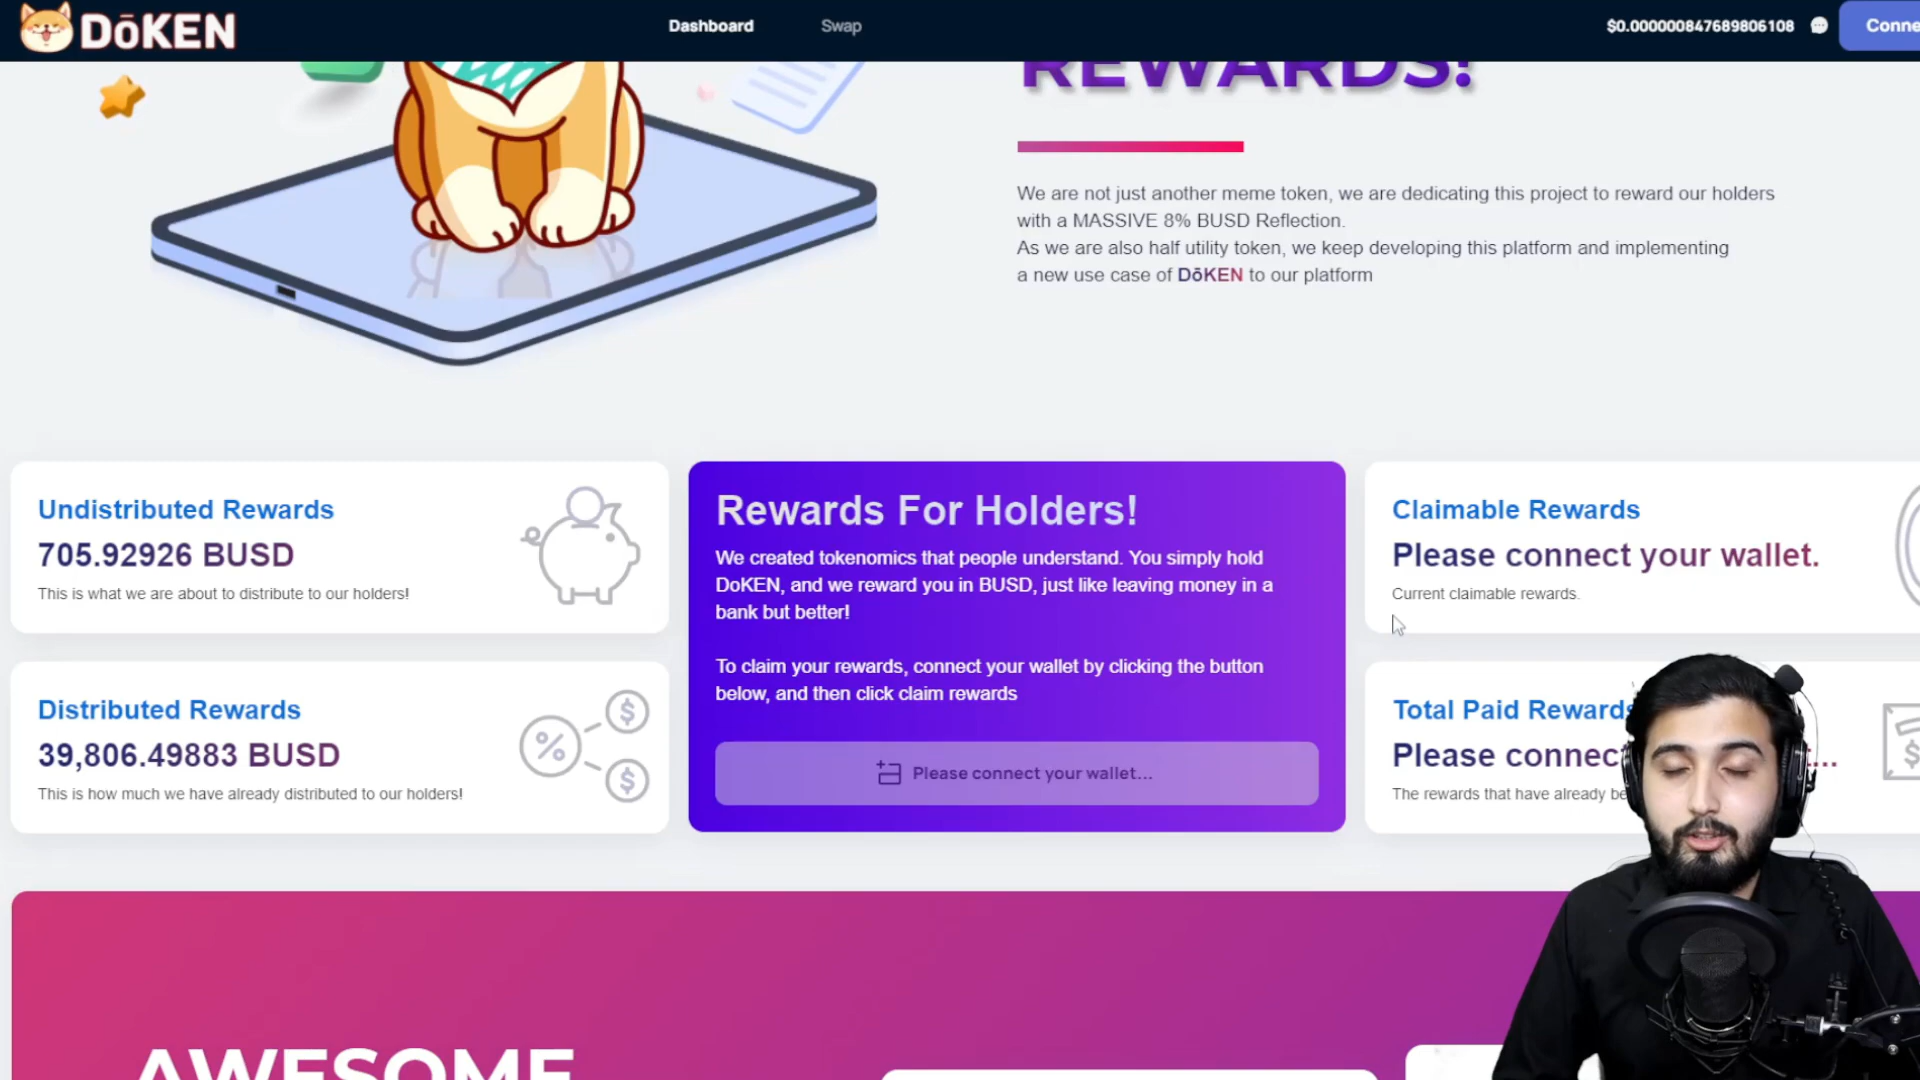 DōKEN
Dashboard
Swap
$0.000000847689806108
REWARDS!
We are not just another meme token, we are dedicating this project to reward our holders
with a MASSIVE 8% BUSD Reflection.
As we are also half utility token, we keep developing this platform and implementing
a new use case of DōKEN to our platform
Undistributed Rewards
705.92926 BUSD
This is what we are about to distribute to our holders!
Distributed Rewards
39,806.49883 BUSD
This is how much we have already distributed to our holders!
Rewards For Holders!
We created tokenomics that people understand. You simply hold
DoKEN, and we reward you in BUSD, just like leaving money in a
bank but better!
To claim your rewards, connect your wallet by clicking the button
below, and then click claim rewards
Please connect your wallet...
Claimable Rewards
Please connect your wallet.
Current claimable rewards.
Total Paid Rewards
Please
The rewards that have already
AWESOME